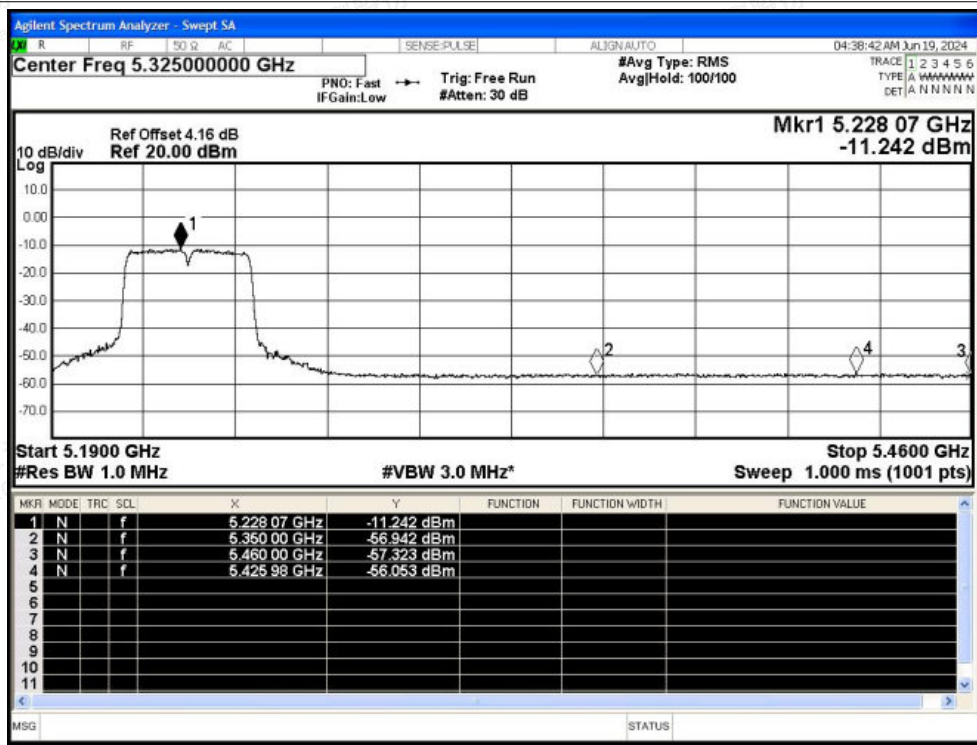 Agilent Spectrum Analyzer - Swept SA
LXI R RF 50 Ω AC SENSE:PULSE ALIGNAUTO 04:38:42 AM Jun 19, 2024
Center Freq 5.325000000 GHz
PNO: Fast
IFGain:Low
Trig: Free Run
#Atten: 30 dB
#Avg Type: RMS
Avg|Hold: 100/100
TRACE 1 2 3 4 5 6
TYPE A WWWWW
DET A N N N N N
Ref Offset 4.16 dB
10 dB/div Ref 20.00 dBm
Log
Mkr1 5.228 07 GHz
-11.242 dBm
10.0
0.00
-10.0
-20.0
-30.0
-40.0
-50.0
-60.0
-70.0
1
2
4
3
Start 5.1900 GHz Stop 5.4600 GHz
#Res BW 1.0 MHz #VBW 3.0 MHz* Sweep 1.000 ms (1001 pts)
MKR MODE TRC SCL X Y FUNCTION FUNCTION WIDTH FUNCTION VALUE
1 N f 5.228 07 GHz -11.242 dBm
2 N f 5.350 00 GHz -56.942 dBm
3 N f 5.460 00 GHz -57.323 dBm
4 N f 5.425 98 GHz -56.053 dBm
5
6
7
8
9
10
11
MSG STATUS